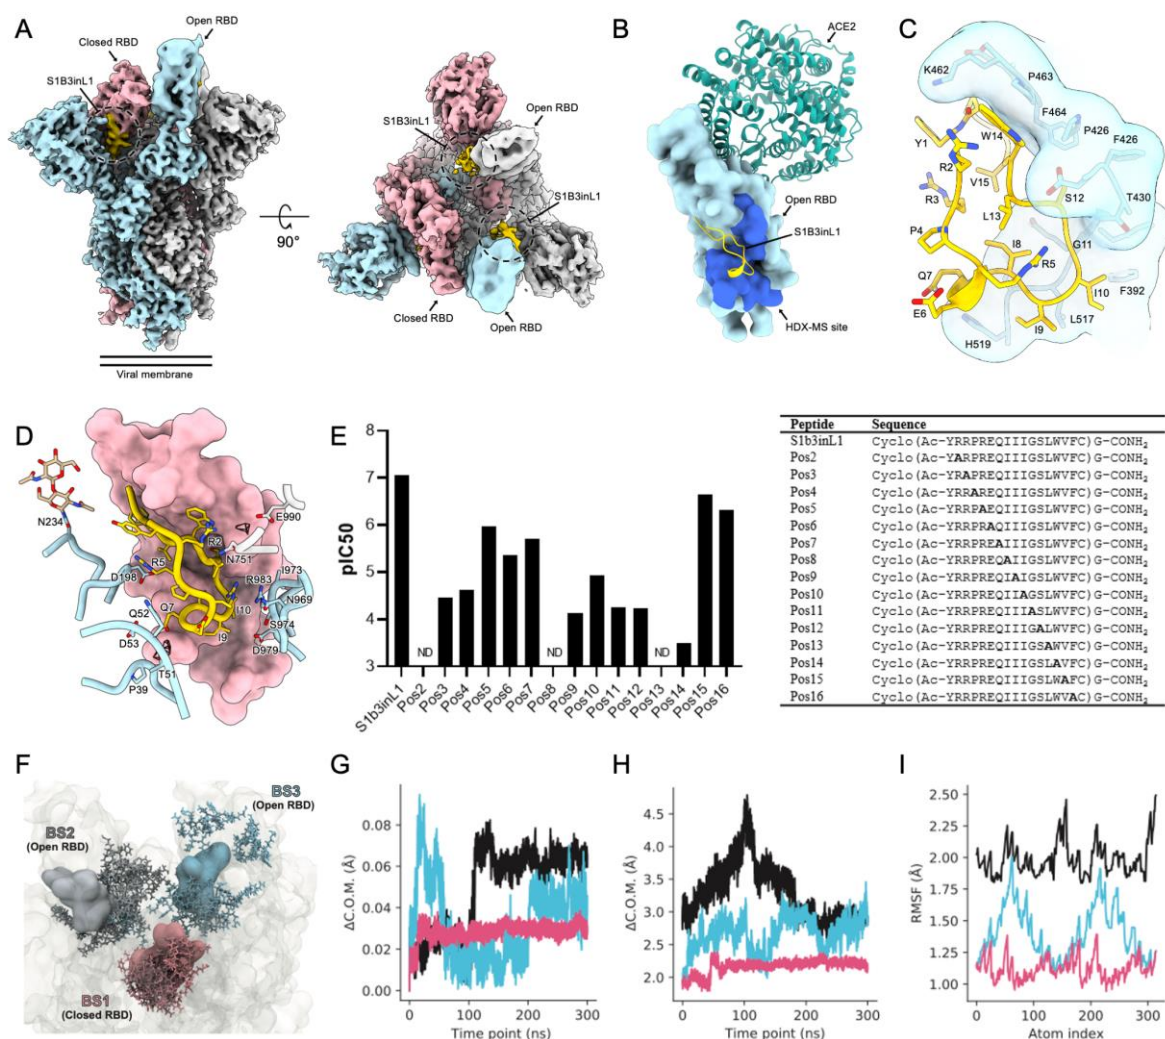 A
Open RBD
Closed RBD
S1B3inL1
90°
Viral membrane
Open RBD
S1B3inL1
S1B3inL1
Closed RBD
Open RBD
B
ACE2
Open RBD
S1B3inL1
HDX-MS site
C
K462
P463
F464
P426
F426
Y1
W14
R2
V15
S12
T430
R3
L13
P4
I8
G11
R5
Q7
I10
F392
E6
I9
L517
H519
D
N234
E990
R2
N751
R5
I973
D198
R983
N969
Q52
Q7
I10
S974
D53
I9
D979
T51
P39
E
pIC50
8
7
6
5
4
3
ND
ND
ND
S1b3inL1
Pos2
Pos3
Pos4
Pos5
Pos6
Pos7
Pos8
Pos9
Pos10
Pos11
Pos12
Pos13
Pos14
Pos15
Pos16
Peptide Sequence
S1b3inL1 Cyclo(Ac-YRRPREQIIIGSLWVFC)G-CONH₂
Pos2 Cyclo(Ac-YARPREQIIIGSLWVFC)G-CONH₂
Pos3 Cyclo(Ac-YRAPREQIIIGSLWVFC)G-CONH₂
Pos4 Cyclo(Ac-YRRAREQIIIGSLWVFC)G-CONH₂
Pos5 Cyclo(Ac-YRRPAEQIIIGSLWVFC)G-CONH₂
Pos6 Cyclo(Ac-YRRPRAQIIIGSLWVFC)G-CONH₂
Pos7 Cyclo(Ac-YRRPREAIIIGSLWVFC)G-CONH₂
Pos8 Cyclo(Ac-YRRPREQAIIGSLWVFC)G-CONH₂
Pos9 Cyclo(Ac-YRRPREQIAIGSLWVFC)G-CONH₂
Pos10 Cyclo(Ac-YRRPREQIIAGSLWVFC)G-CONH₂
Pos11 Cyclo(Ac-YRRPREQIIIASLWVFC)G-CONH₂
Pos12 Cyclo(Ac-YRRPREQIIIGALWVFC)G-CONH₂
Pos13 Cyclo(Ac-YRRPREQIIIGSAWVFC)G-CONH₂
Pos14 Cyclo(Ac-YRRPREQIIIGSLAVFC)G-CONH₂
Pos15 Cyclo(Ac-YRRPREQIIIGSLWAFC)G-CONH₂
Pos16 Cyclo(Ac-YRRPREQIIIGSLWVAC)G-CONH₂
F
BS3
(Open RBD)
BS2
(Open RBD)
BS1
(Closed RBD)
G
ΔC.O.M. (Å)
0.08
0.06
0.04
0.02
0.00
0 100 200 300
Time point (ns)
H
ΔC.O.M. (Å)
4.5
4.0
3.5
3.0
2.5
2.0
0 100 200 300
Time point (ns)
I
RMSF (Å)
2.50
2.25
2.00
1.75
1.50
1.25
1.00
0 100 200 300
Atom index